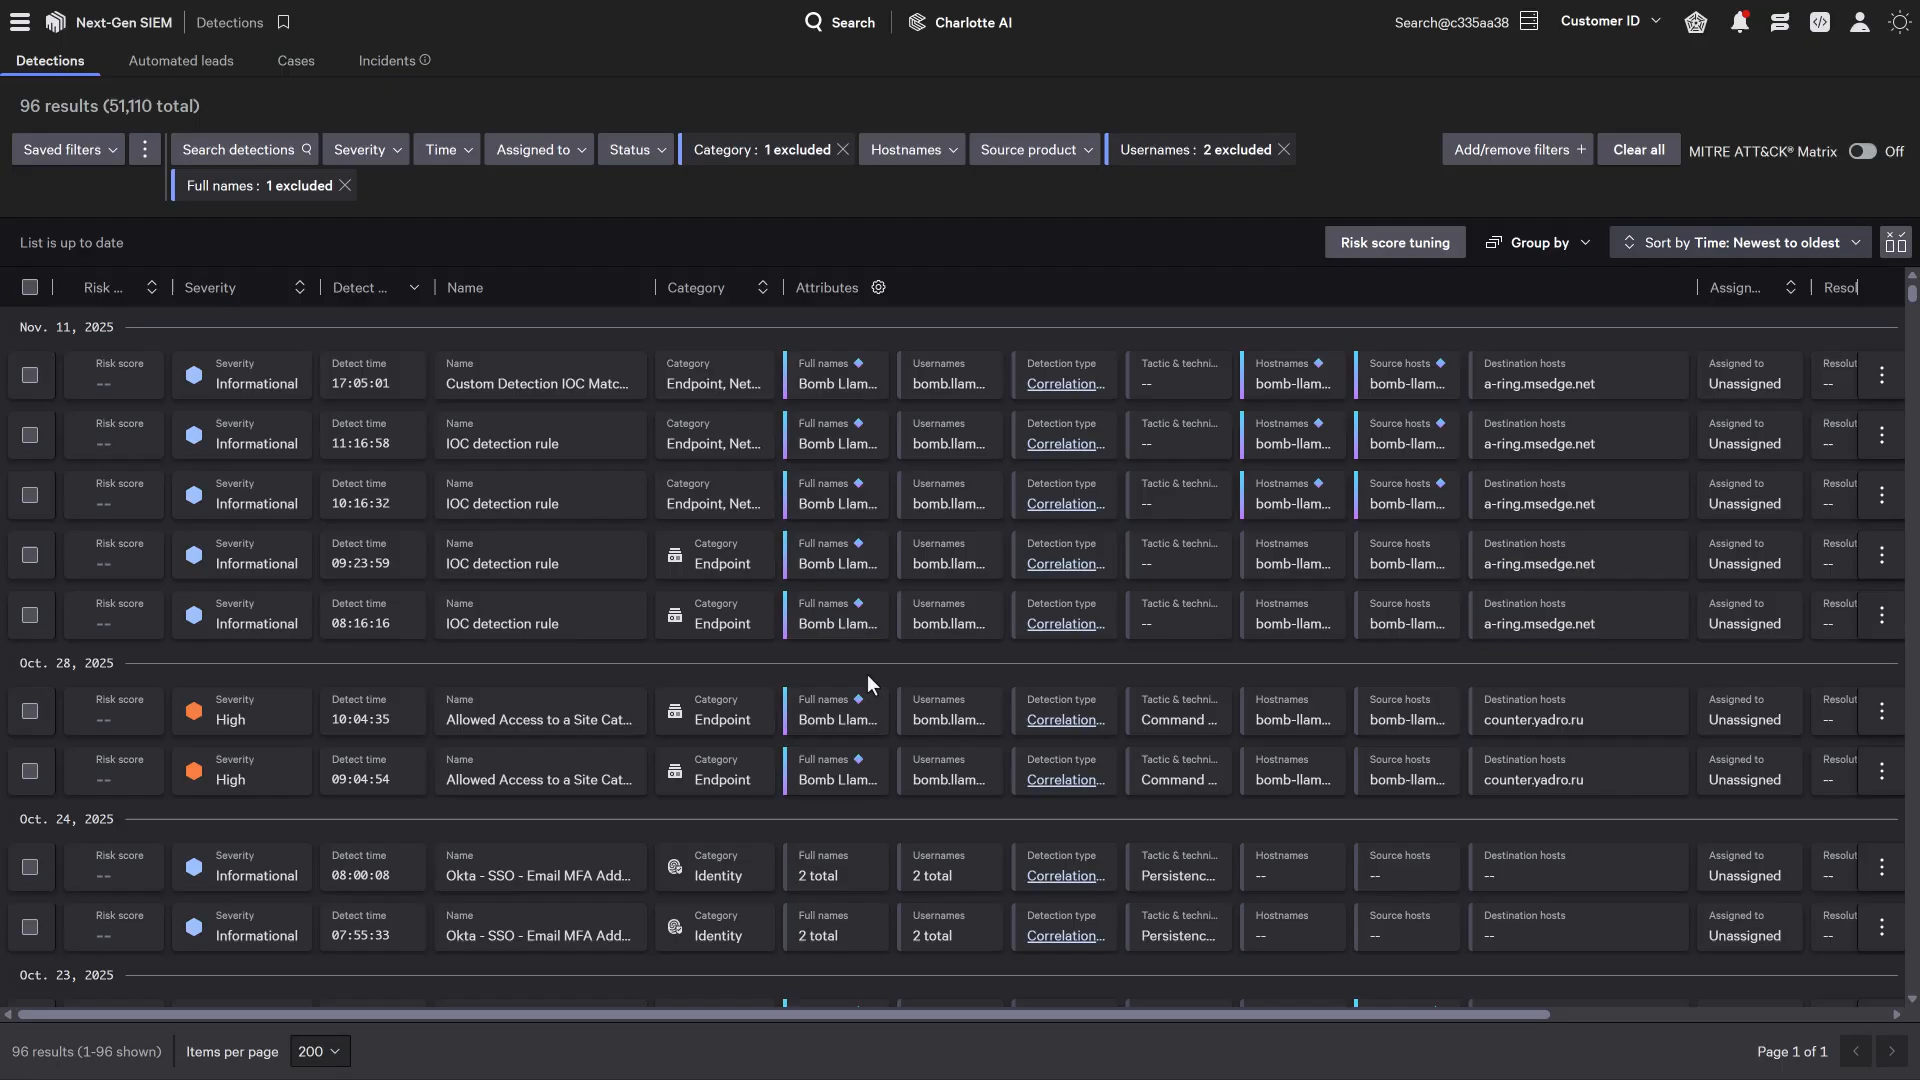 Next-Gen SIEM Detections Search Charlotte AI Search@c335aa38 Customer ID
Detections Automated leads Cases Incidents
96 results (51,110 total)
Saved filters Search detections Severity Time Assigned to Status Category : 1 excluded Hostnames Source product Usernames : 2 excluded Add/remove filters + Clear all MITRE ATT&CK® Matrix Off
Full names : 1 excluded
List is up to date Risk score tuning Group by Sort by Time: Newest to oldest
Risk ... Severity Detect ... Name Category Attributes Assign... Resol
Nov. 11, 2025
Risk score Severity Detect time Name Category Full names Usernames Detection type Tactic & techni... Hostnames Source hosts Destination hosts Assigned to Resolut
-- Informational 17:05:01 Custom Detection IOC Matc... Endpoint, Net... Bomb Llam... bomb.llam... Correlation... -- bomb-llam... bomb-llam... a-ring.msedge.net Unassigned --
Risk score Severity Detect time Name Category Full names Usernames Detection type Tactic & techni... Hostnames Source hosts Destination hosts Assigned to Resolut
-- Informational 11:16:58 IOC detection rule Endpoint, Net... Bomb Llam... bomb.llam... Correlation... -- bomb-llam... bomb-llam... a-ring.msedge.net Unassigned --
Risk score Severity Detect time Name Category Full names Usernames Detection type Tactic & techni... Hostnames Source hosts Destination hosts Assigned to Resolut
-- Informational 10:16:32 IOC detection rule Endpoint, Net... Bomb Llam... bomb.llam... Correlation... -- bomb-llam... bomb-llam... a-ring.msedge.net Unassigned --
Risk score Severity Detect time Name Category Full names Usernames Detection type Tactic & techni... Hostnames Source hosts Destination hosts Assigned to Resolut
-- Informational 09:23:59 IOC detection rule Endpoint Bomb Llam... bomb.llam... Correlation... -- bomb-llam... bomb-llam... a-ring.msedge.net Unassigned --
Risk score Severity Detect time Name Category Full names Usernames Detection type Tactic & techni... Hostnames Source hosts Destination hosts Assigned to Resolut
-- Informational 08:16:16 IOC detection rule Endpoint Bomb Llam... bomb.llam... Correlation... -- bomb-llam... bomb-llam... a-ring.msedge.net Unassigned --
Oct. 28, 2025
Risk score Severity Detect time Name Category Full names Usernames Detection type Tactic & techni... Hostnames Source hosts Destination hosts Assigned to Resolut
-- High 10:04:35 Allowed Access to a Site Cat... Endpoint Bomb Llam... bomb.llam... Correlation... Command ... bomb-llam... bomb-llam... counter.yadro.ru Unassigned --
Risk score Severity Detect time Name Category Full names Usernames Detection type Tactic & techni... Hostnames Source hosts Destination hosts Assigned to Resolut
-- High 09:04:54 Allowed Access to a Site Cat... Endpoint Bomb Llam... bomb.llam... Correlation... Command ... bomb-llam... bomb-llam... counter.yadro.ru Unassigned --
Oct. 24, 2025
Risk score Severity Detect time Name Category Full names Usernames Detection type Tactic & techni... Hostnames Source hosts Destination hosts Assigned to Resolut
-- Informational 08:00:08 Okta - SSO - Email MFA Add... Identity 2 total 2 total Correlation... Persistenc... -- -- -- Unassigned --
Risk score Severity Detect time Name Category Full names Usernames Detection type Tactic & techni... Hostnames Source hosts Destination hosts Assigned to Resolut
-- Informational 07:55:33 Okta - SSO - Email MFA Add... Identity 2 total 2 total Correlation... Persistenc... -- -- -- Unassigned --
Oct. 23, 2025
96 results (1-96 shown) Items per page 200 Page 1 of 1